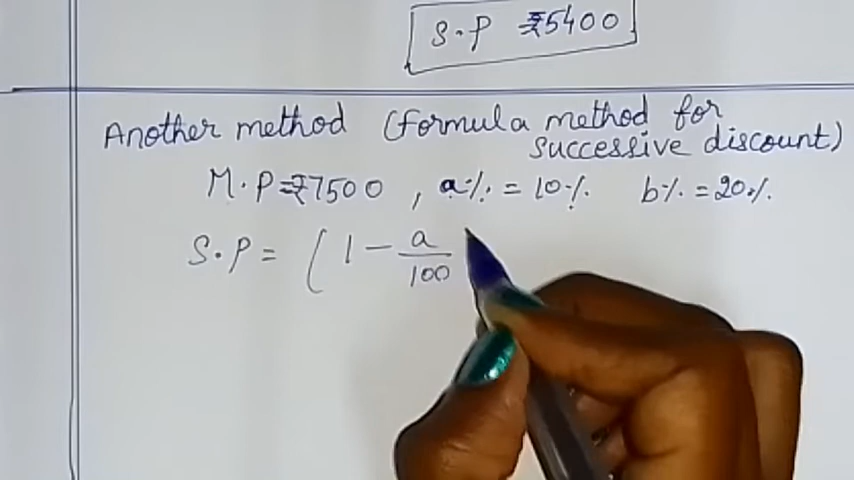 S.P ₹5400
Another method (Formula method for
successive discount)
M.P=₹7500 , a% = 10% b% = 20%
S.P = ( 1 - a/100